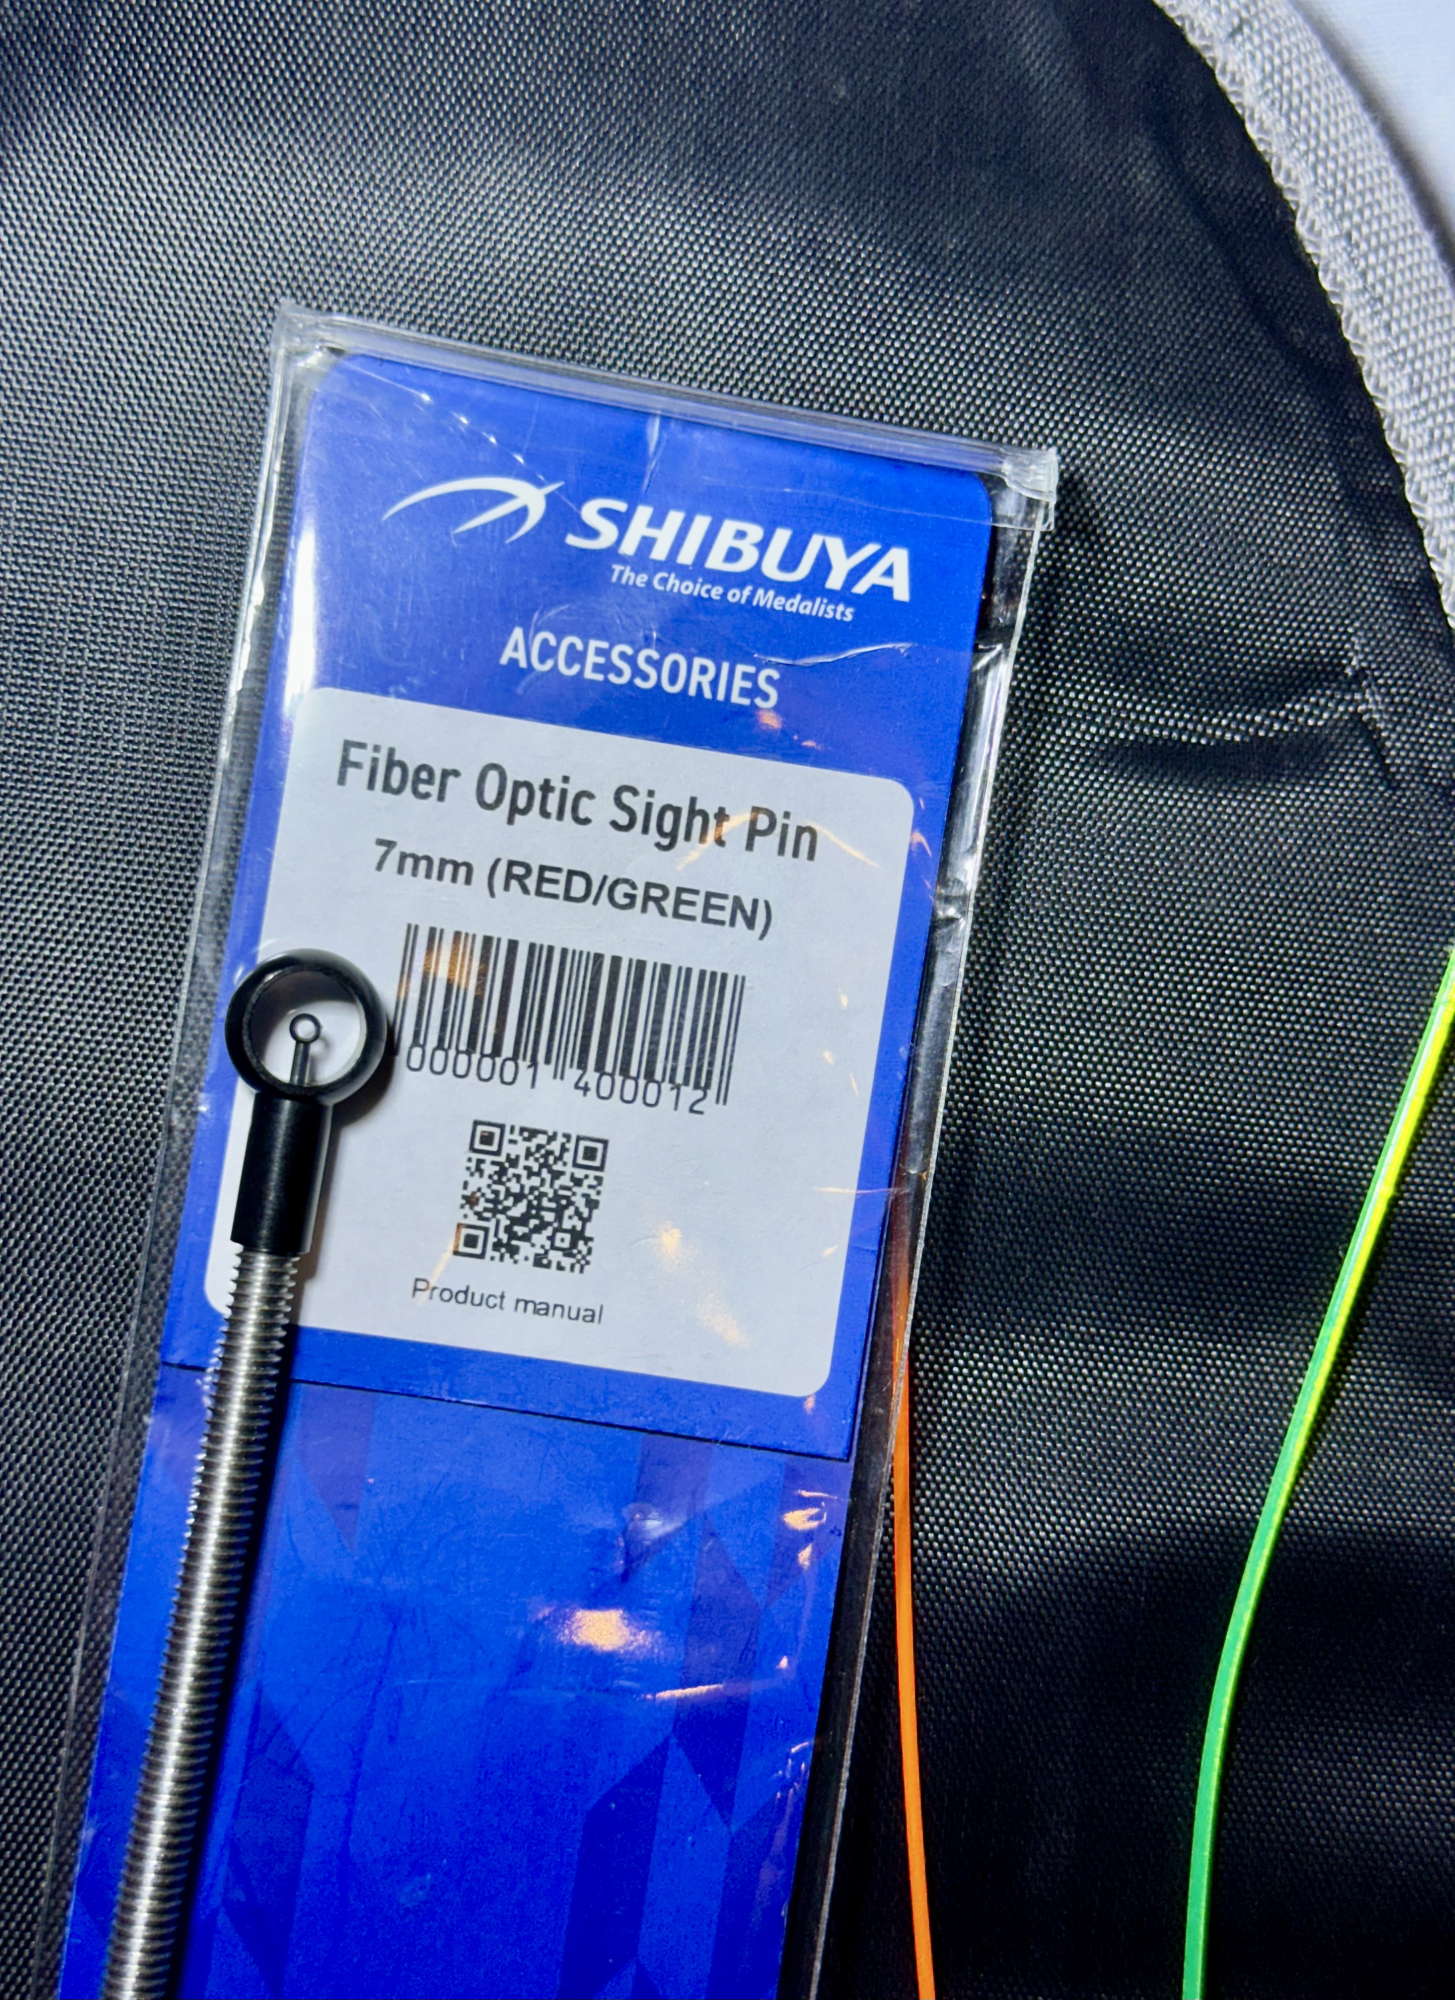 SHIBUYA
The Choice of Medalists
ACCESSORIES
Fiber Optic Sight Pin
7mm (RED/GREEN)
000001 400012
Product manual